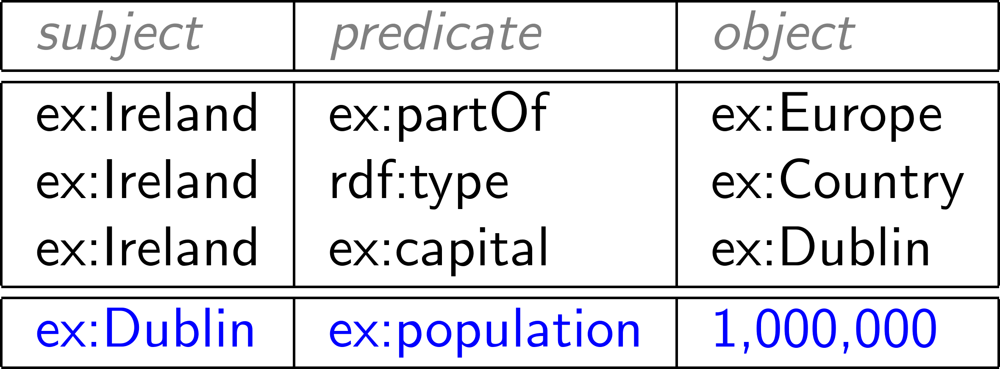 subject predicate object
ex:Ireland ex:partOf ex:Europe
ex:Ireland rdf:type ex:Country
ex:Ireland ex:capital ex:Dublin
ex:Dublin ex:population 1,000,000